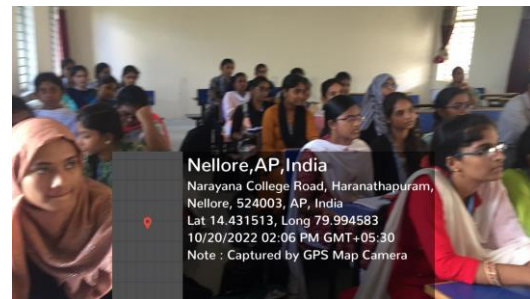 Nellore,AP,India
Narayana College Road, Haranathapuram,
Nellore, 524003, AP, India
Lat 14.431513, Long 79.994583
10/20/2022 02:06 PM GMT+05:30
Note : Captured by GPS Map Camera